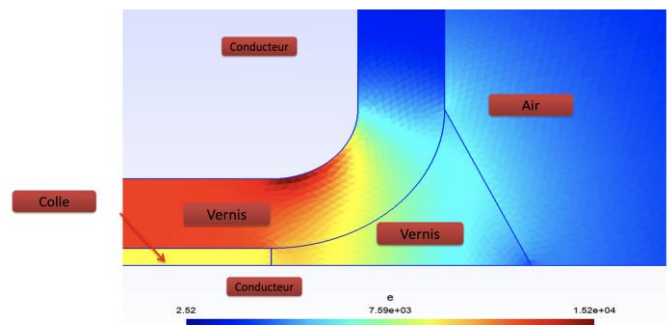 Conducteur
Air
Colle
Vernis
Vernis
Conducteur
e
2.52 7.59e+03 1.52e+04